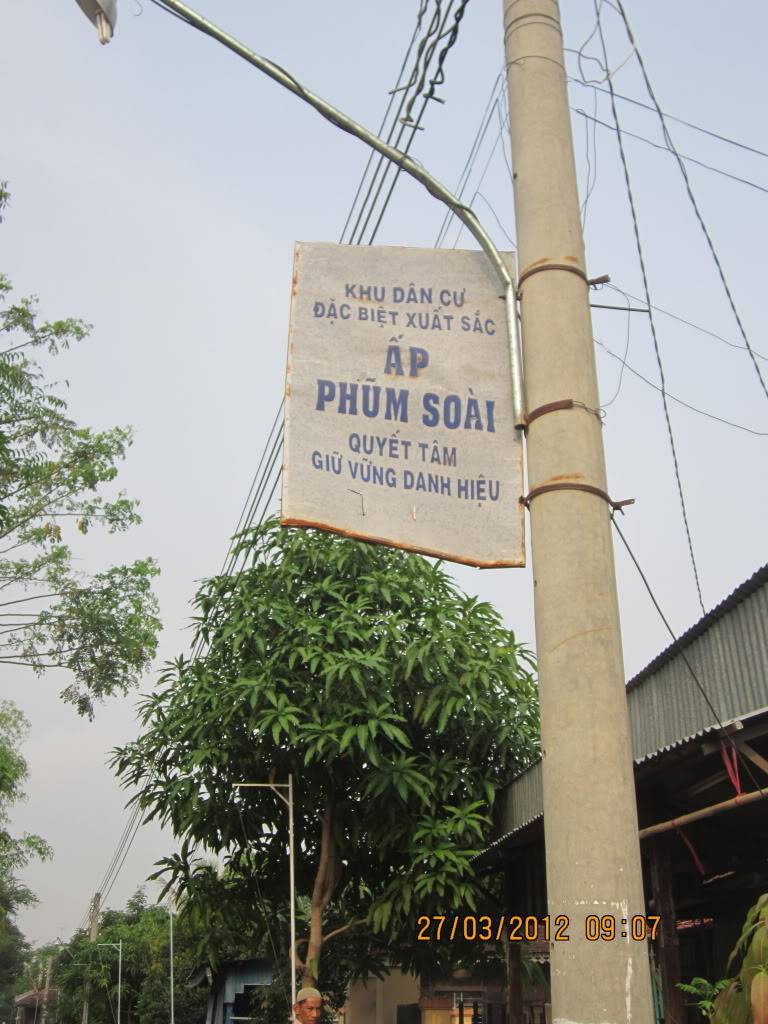 KHU DÂN CƯ
ĐẶC BIỆT XUẤT SẮC
ẤP
PHŨM SOÀI
QUYẾT TÂM
GIỮ VỮNG DANH HIỆU
27/03/2012 09:07